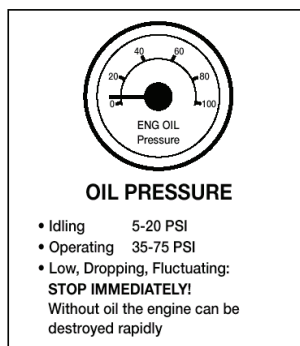 40 60
20 80
0 100
ENG OIL
Pressure
OIL PRESSURE
• Idling 5-20 PSI
• Operating 35-75 PSI
• Low, Dropping, Fluctuating:
STOP IMMEDIATELY!
Without oil the engine can be
destroyed rapidly